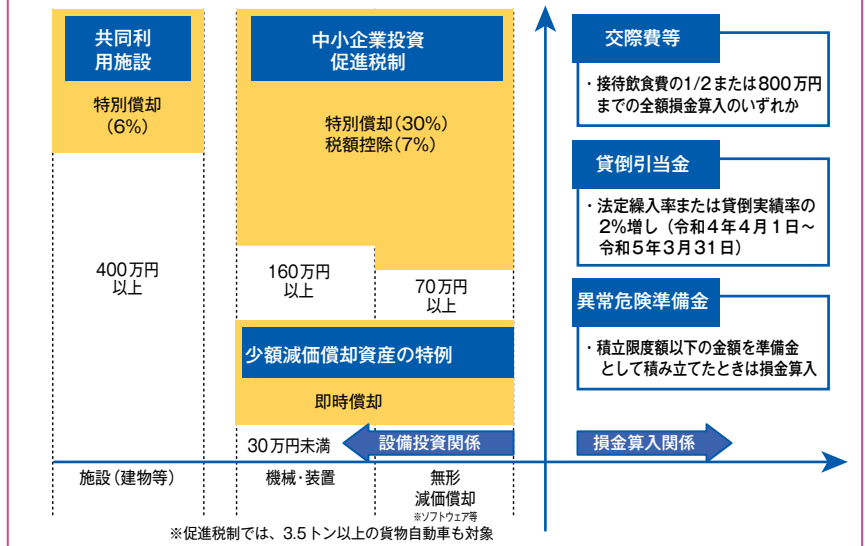 共同利
用施設
特別償却
(6%)
400万円
以上
中小企業投資
促進税制
特別償却(30%)
税額控除(7%)
160万円
以上
70万円
以上
少額減価償却資産の特例
即時償却
30万円未満
設備投資関係
施設(建物等)
機械・装置
無形
減価償却
※ソフトウェア等
※促進税制では、3.5トン以上の貨物自動車も対象
交際費等
・接待飲食費の1/2または800万円
までの全額損金算入のいずれか
貸倒引当金
・法定繰入率または貸倒実績率の
2%増し(令和4年4月1日～
令和5年3月31日)
異常危険準備金
・積立限度額以下の金額を準備金
として積み立てたときは損金算入
損金算入関係